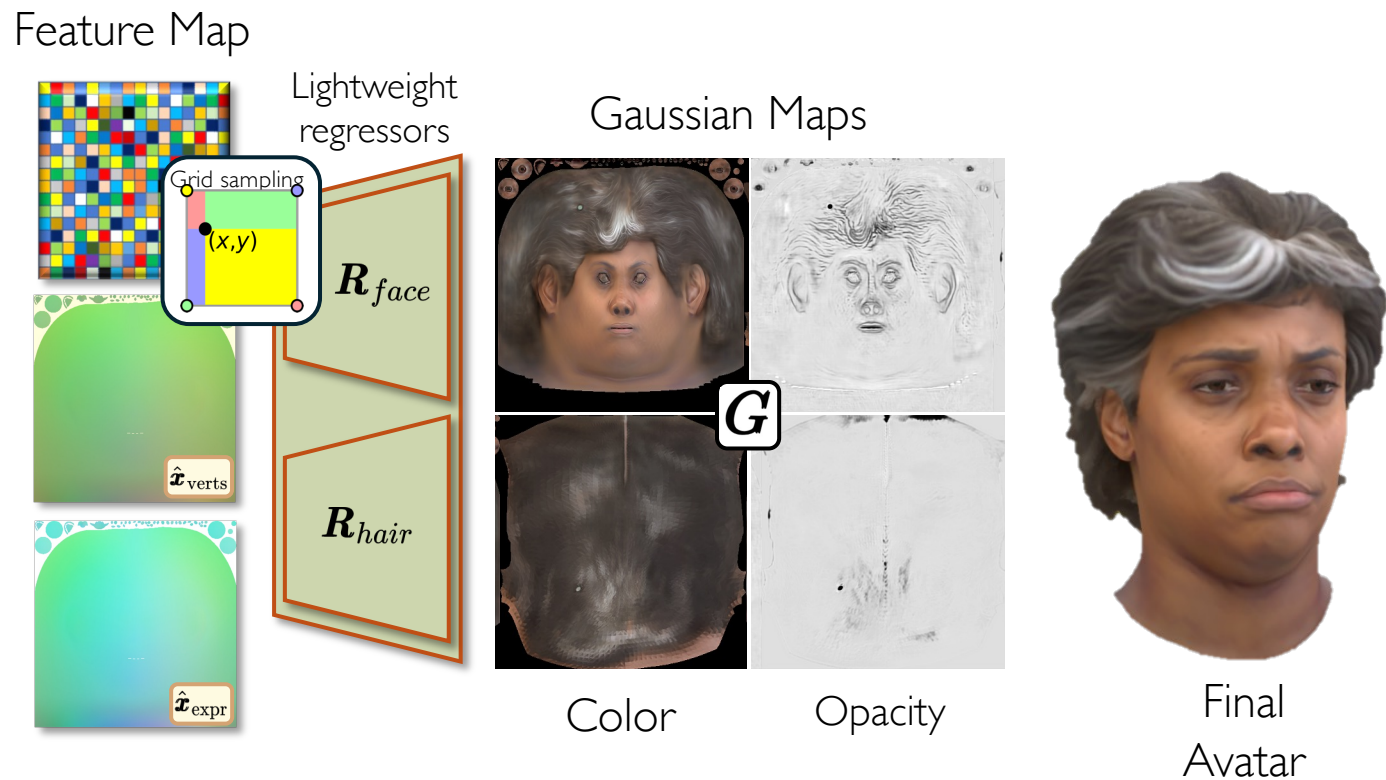 Feature Map
Lightweight
regressors
Gaussian Maps
Grid sampling
(x,y)
R_face
x̂_verts
G
R_hair
x̂_expr
Color
Opacity
Final
Avatar